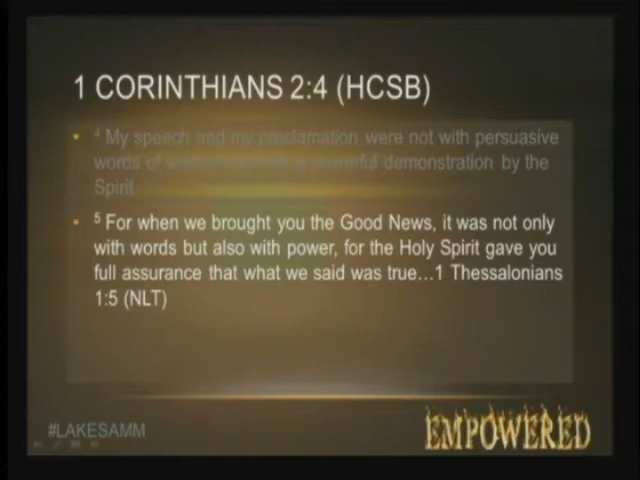 1 CORINTHIANS 2:4 (HCSB)
• ⁴ My speech and my proclamation were not with persuasive
words of demonstration by the
Spirit
• ⁵ For when we brought you the Good News, it was not only
with words but also with power, for the Holy Spirit gave you
full assurance that what we said was true…1 Thessalonians
1:5 (NLT)
#LAKESAMM
EMPOWERED